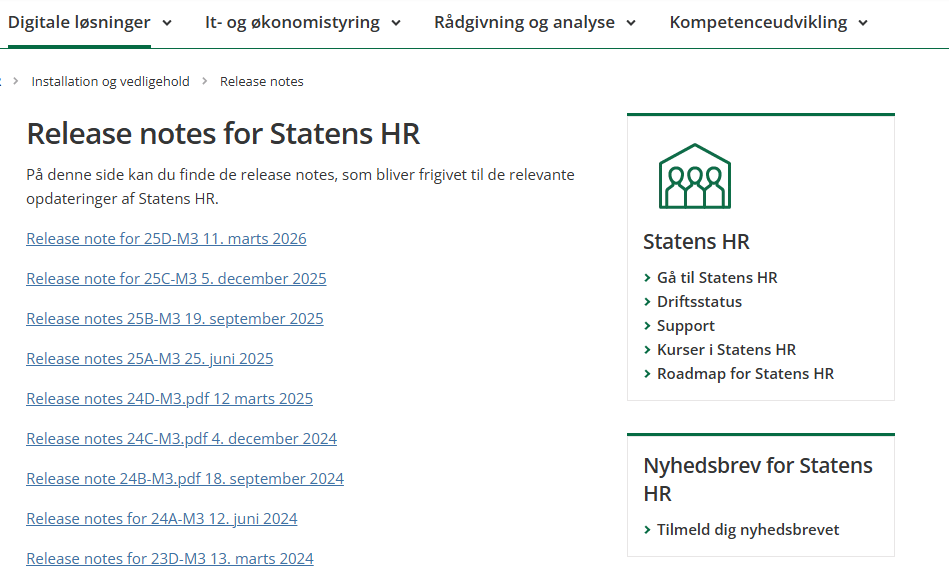 Digitale løsninger
It- og økonomistyring
Rådgivning og analyse
Kompetenceudvikling
Installation og vedligehold
Release notes
Release notes for Statens HR
På denne side kan du finde de release notes, som bliver frigivet til de relevante
opdateringer af Statens HR.
Release note for 25D-M3 11. marts 2026
Release note for 25C-M3 5. december 2025
Release notes 25B-M3 19. september 2025
Release notes 25A-M3 25. juni 2025
Release notes 24D-M3.pdf 12 marts 2025
Release notes 24C-M3.pdf 4. december 2024
Release note 24B-M3.pdf 18. september 2024
Release notes for 24A-M3 12. juni 2024
Release notes for 23D-M3 13. marts 2024
Statens HR
Gå til Statens HR
Driftsstatus
Support
Kurser i Statens HR
Roadmap for Statens HR
Nyhedsbrev for Statens
HR
Tilmeld dig nyhedsbrevet